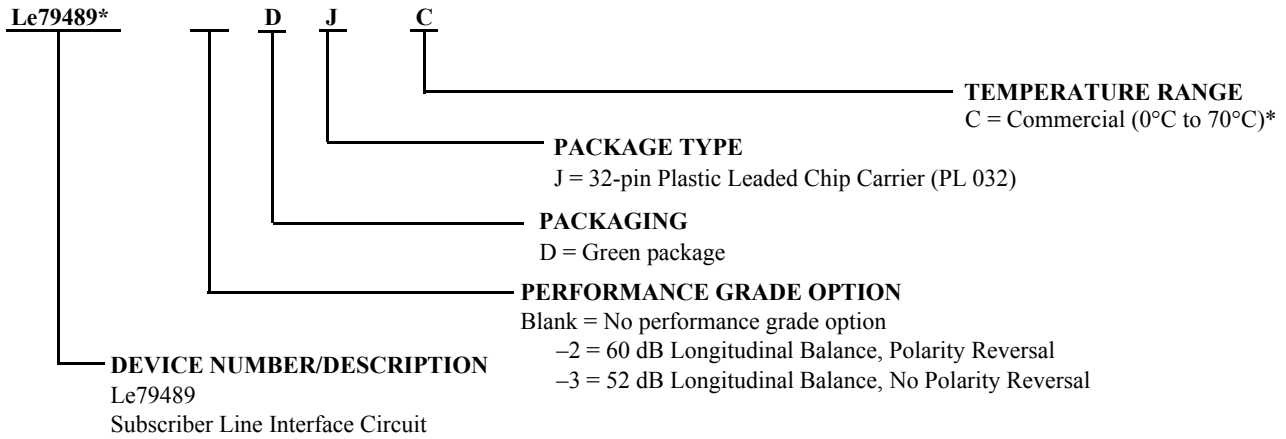 Le79489* D J C
TEMPERATURE RANGE
C = Commercial (0°C to 70°C)*
PACKAGE TYPE
J = 32-pin Plastic Leaded Chip Carrier (PL 032)
PACKAGING
D = Green package
PERFORMANCE GRADE OPTION
Blank = No performance grade option
–2 = 60 dB Longitudinal Balance, Polarity Reversal
–3 = 52 dB Longitudinal Balance, No Polarity Reversal
DEVICE NUMBER/DESCRIPTION
Le79489
Subscriber Line Interface Circuit